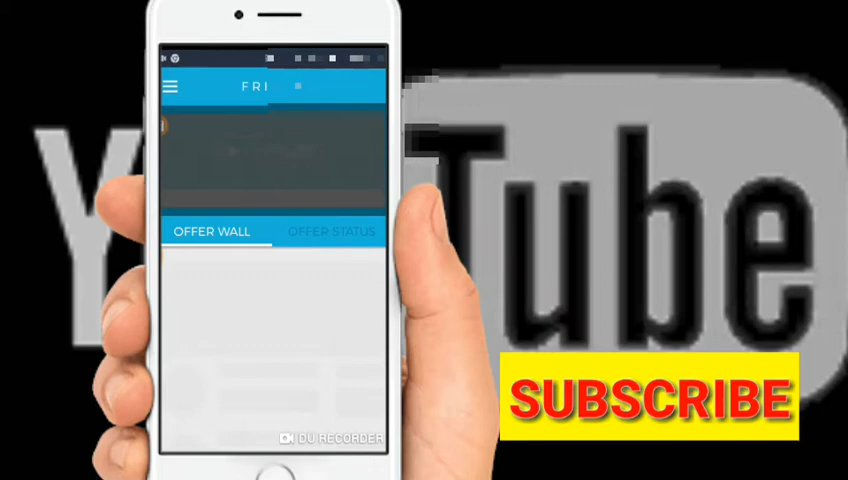 YouTube
FRI
OFFER WALL
OFFER STATUS
DU RECORDER
SUBSCRIBE